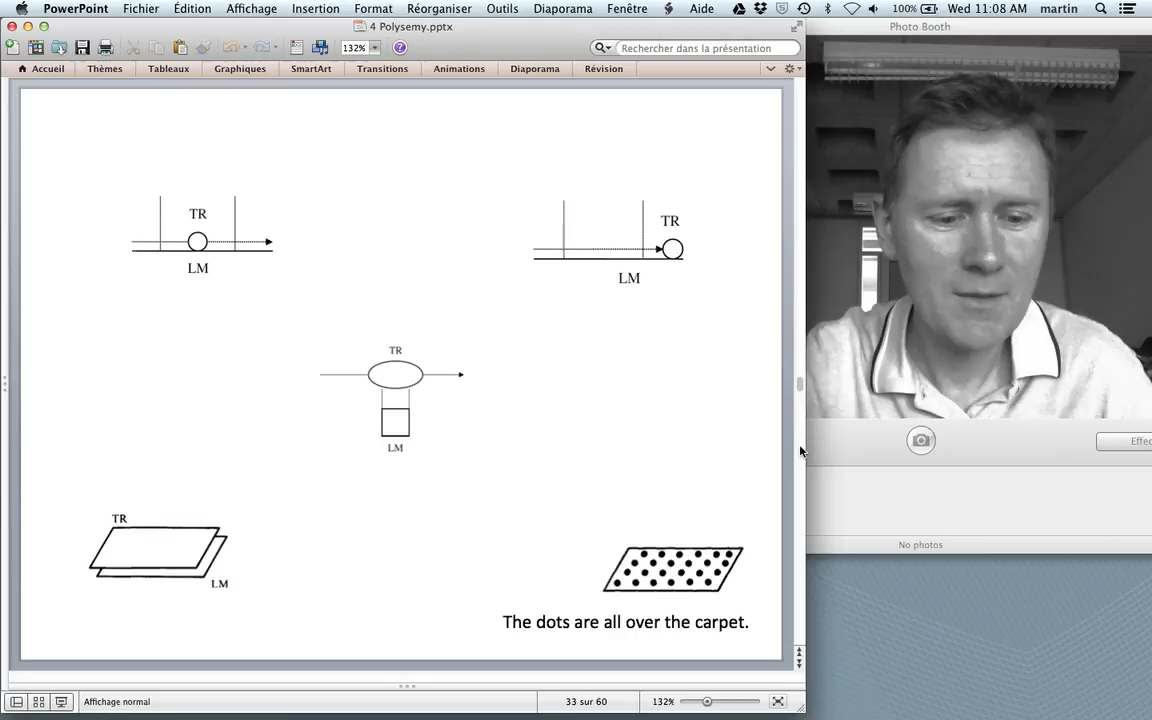 PowerPoint Fichier Édition Affichage Insertion Format Réorganiser Outils Diaporama Fenêtre Aide 100% Wed 11:08 AM martin
4 Polysemy.pptx
Photo Booth
132% Rechercher dans la présentation
Accueil Thèmes Tableaux Graphiques SmartArt Transitions Animations Diaporama Révision
TR
LM
TR
LM
TR
LM
TR
LM
The dots are all over the carpet.
Effec
No photos
Affichage normal 33 sur 60 132%